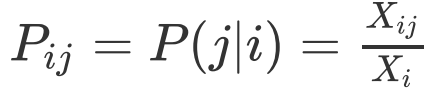 $P_{ij} = P(j|i) = \frac{X_{ij}}{X_i}$